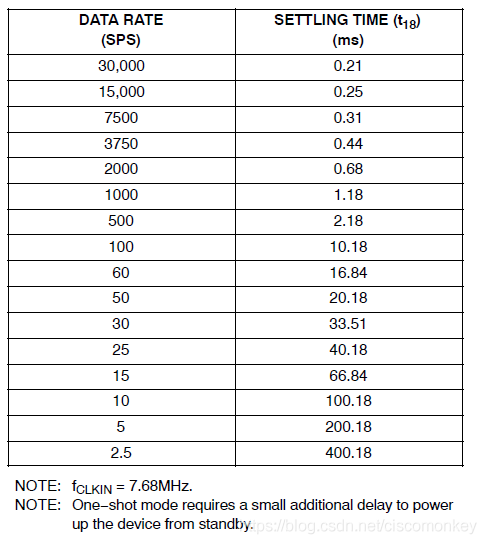 DATA RATE SETTLING TIME (t18)
(SPS) (ms)
30,000 0.21
15,000 0.25
7500 0.31
3750 0.44
2000 0.68
1000 1.18
500 2.18
100 10.18
60 16.84
50 20.18
30 33.51
25 40.18
15 66.84
10 100.18
5 200.18
2.5 400.18
NOTE: fCLKIN = 7.68MHz.
NOTE: One−shot mode requires a small additional delay to power
up the device from standby.
https://blog.csdn.net/ciscomonkey